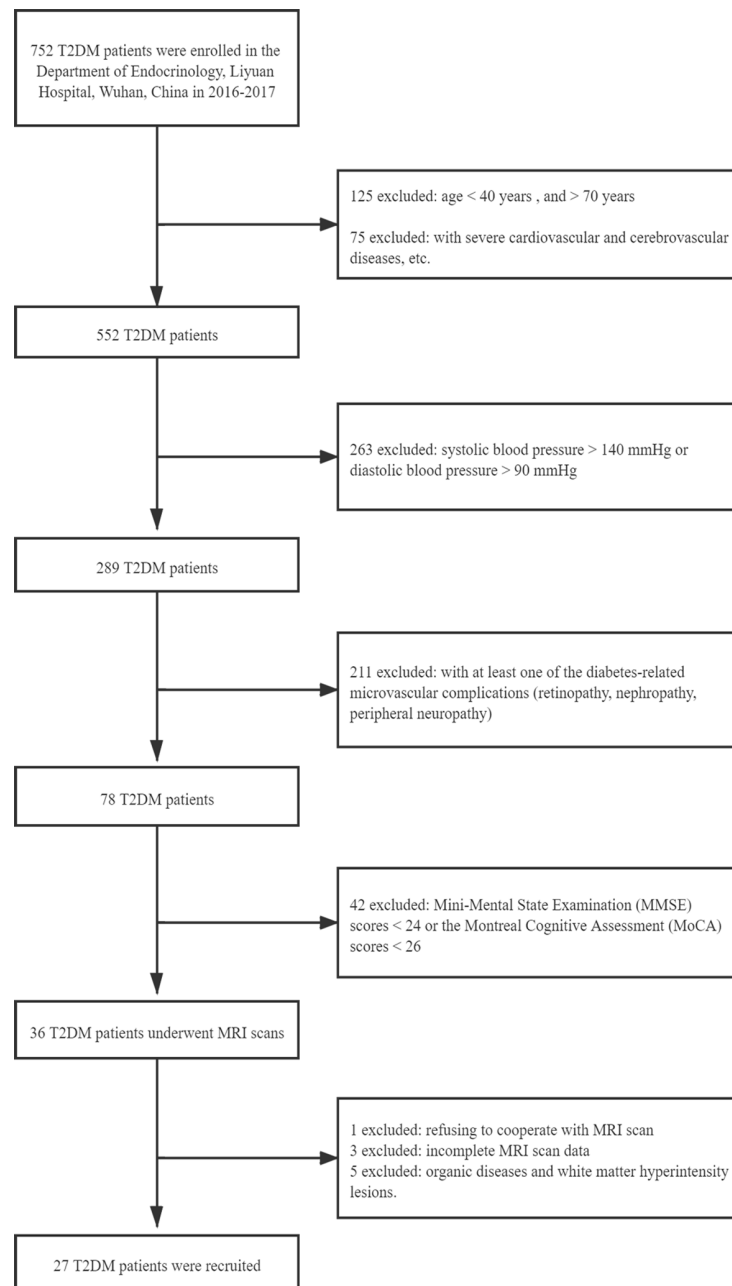 752 T2DM patients were enrolled in the
Department of Endocrinology, Liyuan
Hospital, Wuhan, China in 2016-2017
125 excluded: age < 40 years , and > 70 years
75 excluded: with severe cardiovascular and cerebrovascular
diseases, etc.
552 T2DM patients
263 excluded: systolic blood pressure > 140 mmHg or
diastolic blood pressure > 90 mmHg
289 T2DM patients
211 excluded: with at least one of the diabetes-related
microvascular complications (retinopathy, nephropathy,
peripheral neuropathy)
78 T2DM patients
42 excluded: Mini-Mental State Examination (MMSE)
scores < 24 or the Montreal Cognitive Assessment (MoCA)
scores < 26
36 T2DM patients underwent MRI scans
1 excluded: refusing to cooperate with MRI scan
3 excluded: incomplete MRI scan data
5 excluded: organic diseases and white matter hyperintensity
lesions.
27 T2DM patients were recruited